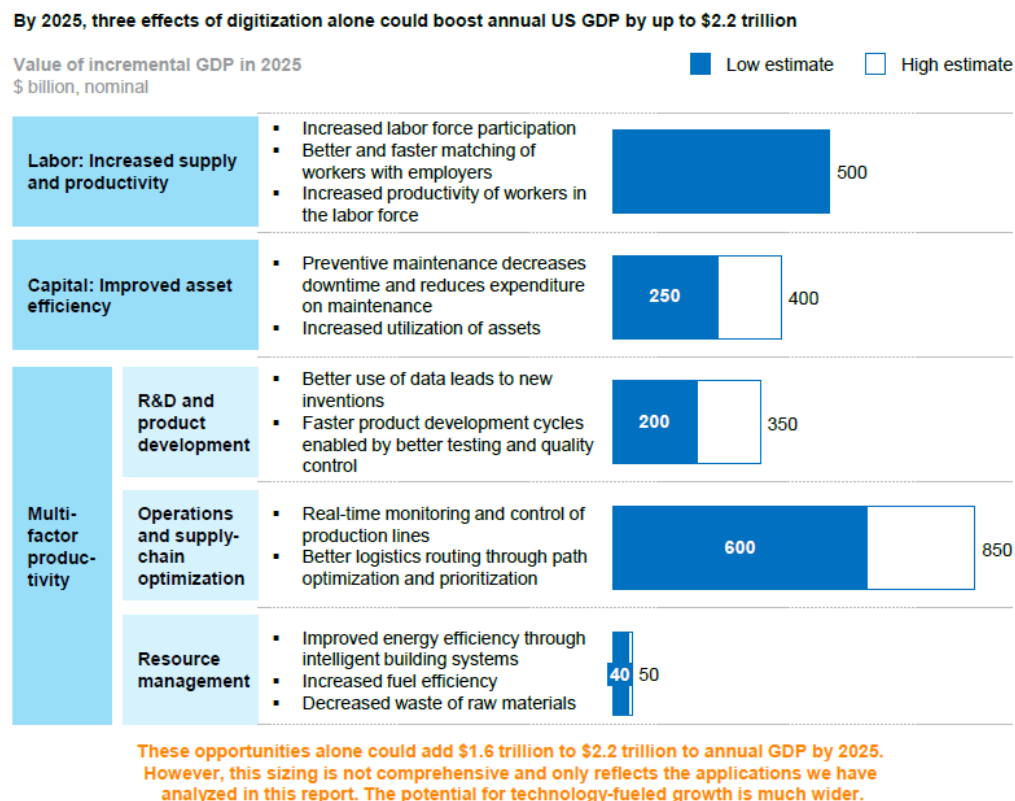 By 2025, three effects of digitization alone could boost annual US GDP by up to $2.2 trillion
Value of incremental GDP in 2025
$ billion, nominal
Low estimate
High estimate
Labor: Increased supply
and productivity
▪ Increased labor force participation
▪ Better and faster matching of
workers with employers
▪ Increased productivity of workers in
the labor force
500
Capital: Improved asset
efficiency
▪ Preventive maintenance decreases
downtime and reduces expenditure
on maintenance
▪ Increased utilization of assets
250
400
Multi-
factor
produc-
tivity
R&D and
product
development
▪ Better use of data leads to new
inventions
▪ Faster product development cycles
enabled by better testing and quality
control
200
350
Operations
and supply-
chain
optimization
▪ Real-time monitoring and control of
production lines
▪ Better logistics routing through path
optimization and prioritization
600
850
Resource
management
▪ Improved energy efficiency through
intelligent building systems
▪ Increased fuel efficiency
▪ Decreased waste of raw materials
40
50
These opportunities alone could add $1.6 trillion to $2.2 trillion to annual GDP by 2025.
However, this sizing is not comprehensive and only reflects the applications we have
analyzed in this report. The potential for technology-fueled growth is much wider.